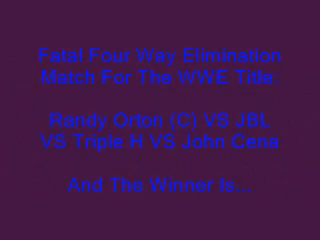 Fatal Four Way Elimination
Match For The WWE Title
Randy Orton (C) VS JBL
VS Triple H VS John Cena
And The Winner Is...